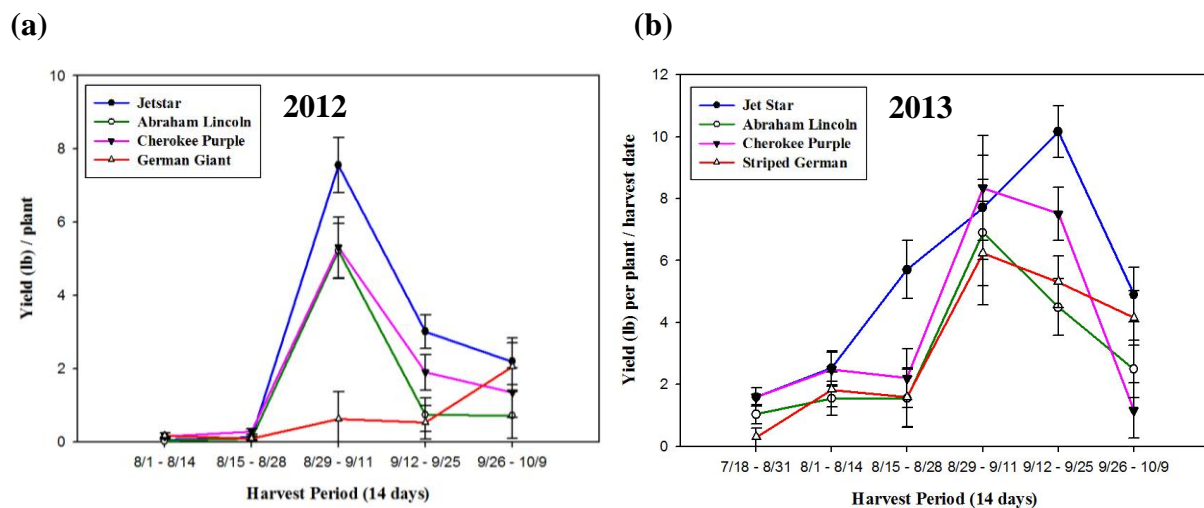 (a)
2012
Jetstar
Abraham Lincoln
Cherokee Purple
German Giant
Yield (lb) / plant
10
8
6
4
2
0
8/1 - 8/14 8/15 - 8/28 8/29 - 9/11 9/12 - 9/25 9/26 - 10/9
Harvest Period (14 days)
(b)
2013
Jet Star
Abraham Lincoln
Cherokee Purple
Striped German
Yield (lb) per plant / harvest date
12
10
8
6
4
2
0
7/18 - 8/31 8/1 - 8/14 8/15 - 8/28 8/29 - 9/11 9/12 - 9/25 9/26 - 10/9
Harvest Period (14 days)